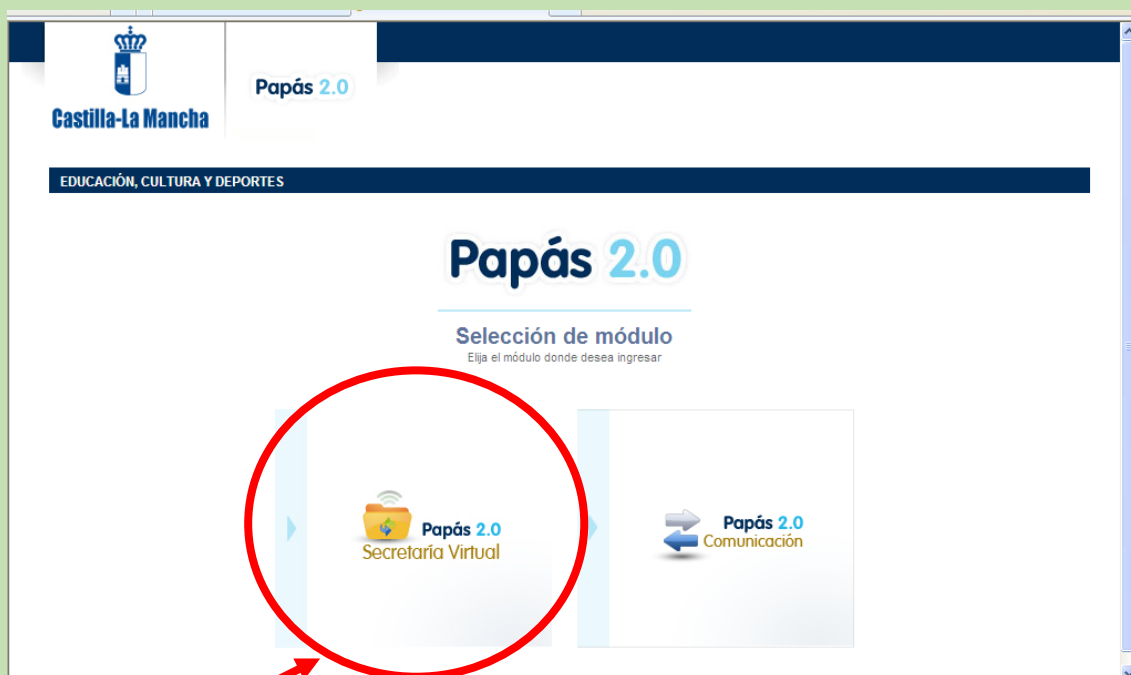 Castilla-La Mancha
Papás 2.0
EDUCACIÓN, CULTURA Y DEPORTES
Papás 2.0
Selección de módulo
Elija el módulo donde desea ingresar
Papás 2.0
Secretaría Virtual
Papás 2.0
Comunicación